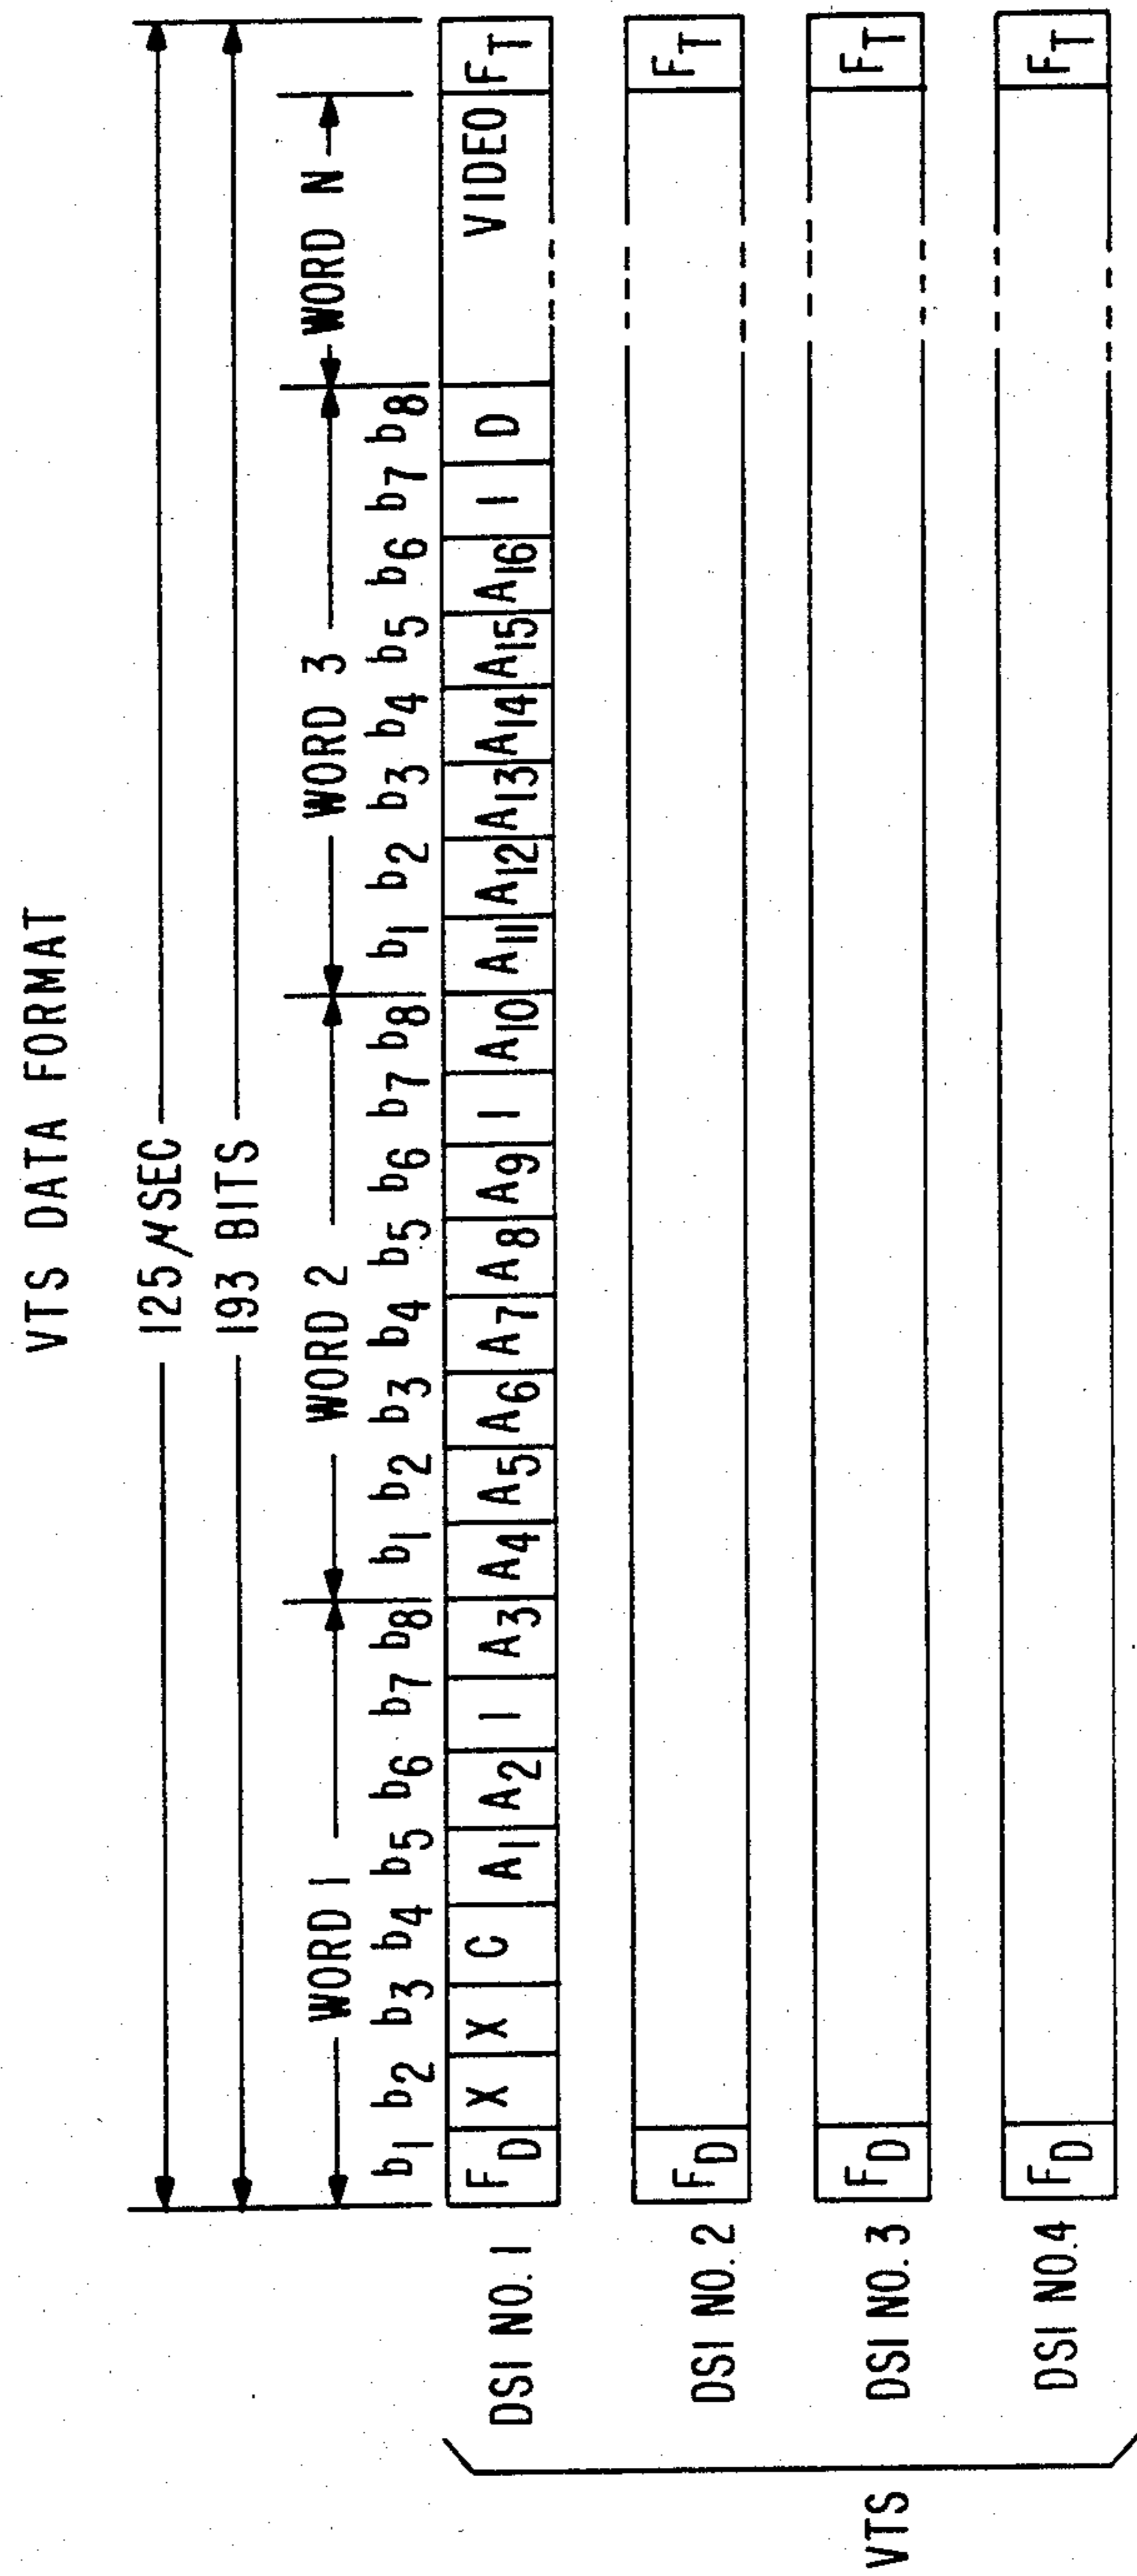 VTS DATA FORMAT
125 μSEC
193 BITS
WORD 1 WORD 2 WORD 3 WORD N
b1 b2 b3 b4 b5 b6 b7 b8 b1 b2 b3 b4 b5 b6 b7 b8 b1 b2 b3 b4 b5 b6 b7 b8
DSI NO. 1 FD X X C A1 A2 1 A3 A4 A5 A6 A7 A8 A9 1 A10 A11 A12 A13 A14 A15 A16 1 D VIDEO FT
DSI NO. 2 FD FT
DSI NO. 3 FD FT
DSI NO. 4 FD FT
VTS